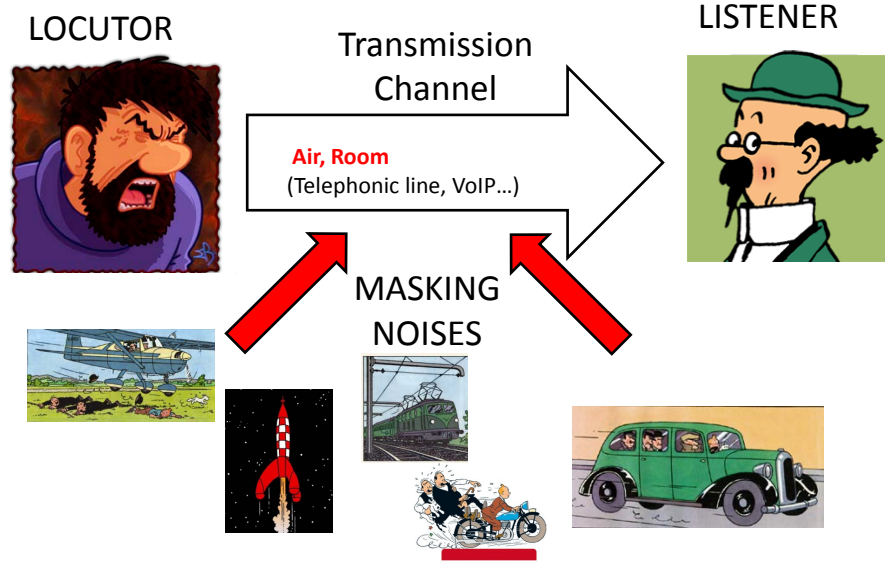 LOCUTOR
Transmission
Channel
LISTENER
Air, Room
(Telephonic line, VoIP...)
MASKING
NOISES